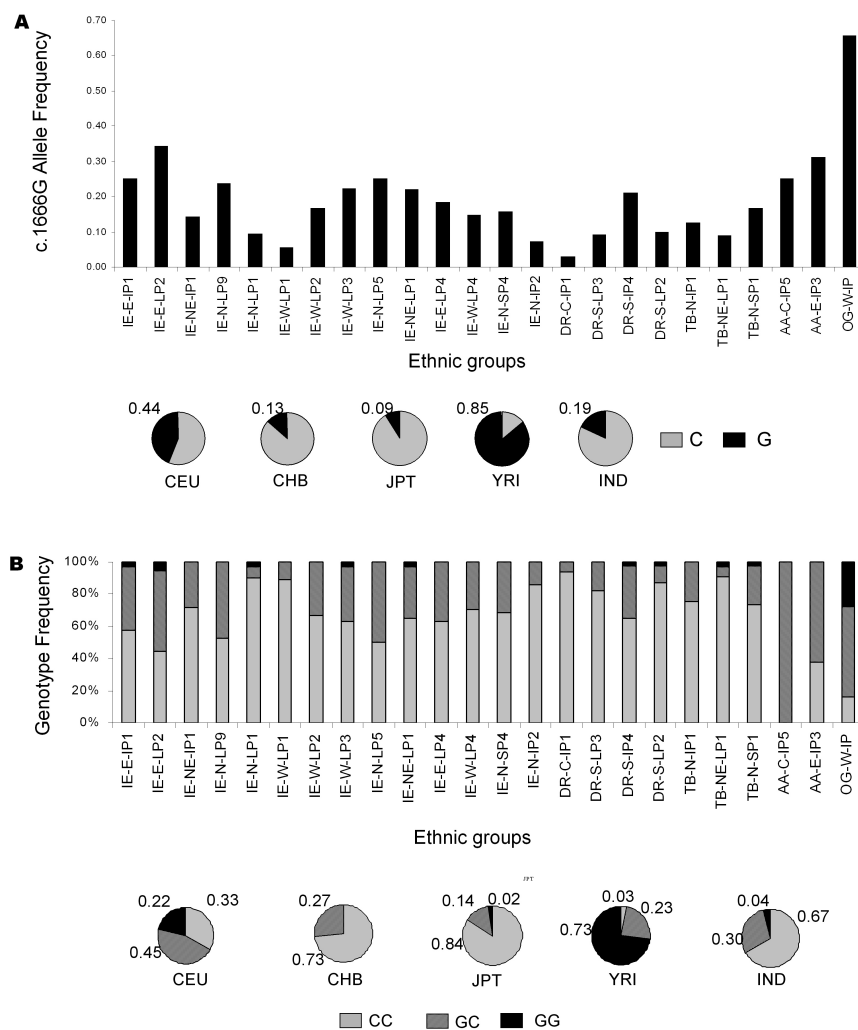 A
c.1666G Allele Frequency
0.70
0.60
0.50
0.40
0.30
0.20
0.10
0.00
IE-E-IP1 IE-E-LP2 IE-NE-IP1 IE-N-LP9 IE-N-LP1 IE-W-LP1 IE-W-LP2 IE-W-LP3 IE-N-LP5 IE-NE-LP1 IE-E-LP4 IE-W-LP4 IE-N-SP4 IE-N-IP2 DR-C-IP1 DR-S-LP3 DR-S-IP4 DR-S-LP2 TB-N-IP1 TB-NE-LP1 TB-N-SP1 AA-C-IP5 AA-E-IP3 OG-W-IP
Ethnic groups
0.44 0.13 0.09 0.85 0.19
C G
CEU CHB JPT YRI IND
B
Genotype Frequency
100%
80%
60%
40%
20%
0%
IE-E-IP1 IE-E-LP2 IE-NE-IP1 IE-N-LP9 IE-N-LP1 IE-W-LP1 IE-W-LP2 IE-W-LP3 IE-N-LP5 IE-NE-LP1 IE-E-LP4 IE-W-LP4 IE-N-SP4 IE-N-IP2 DR-C-IP1 DR-S-LP3 DR-S-IP4 DR-S-LP2 TB-N-IP1 TB-NE-LP1 TB-N-SP1 AA-C-IP5 AA-E-IP3 OG-W-IP
Ethnic groups
JPT
0.22 0.33 0.27 0.14 0.02 0.03 0.23 0.04 0.67
0.45 0.73 0.84 0.73 0.30
CEU CHB JPT YRI IND
CC GC GG